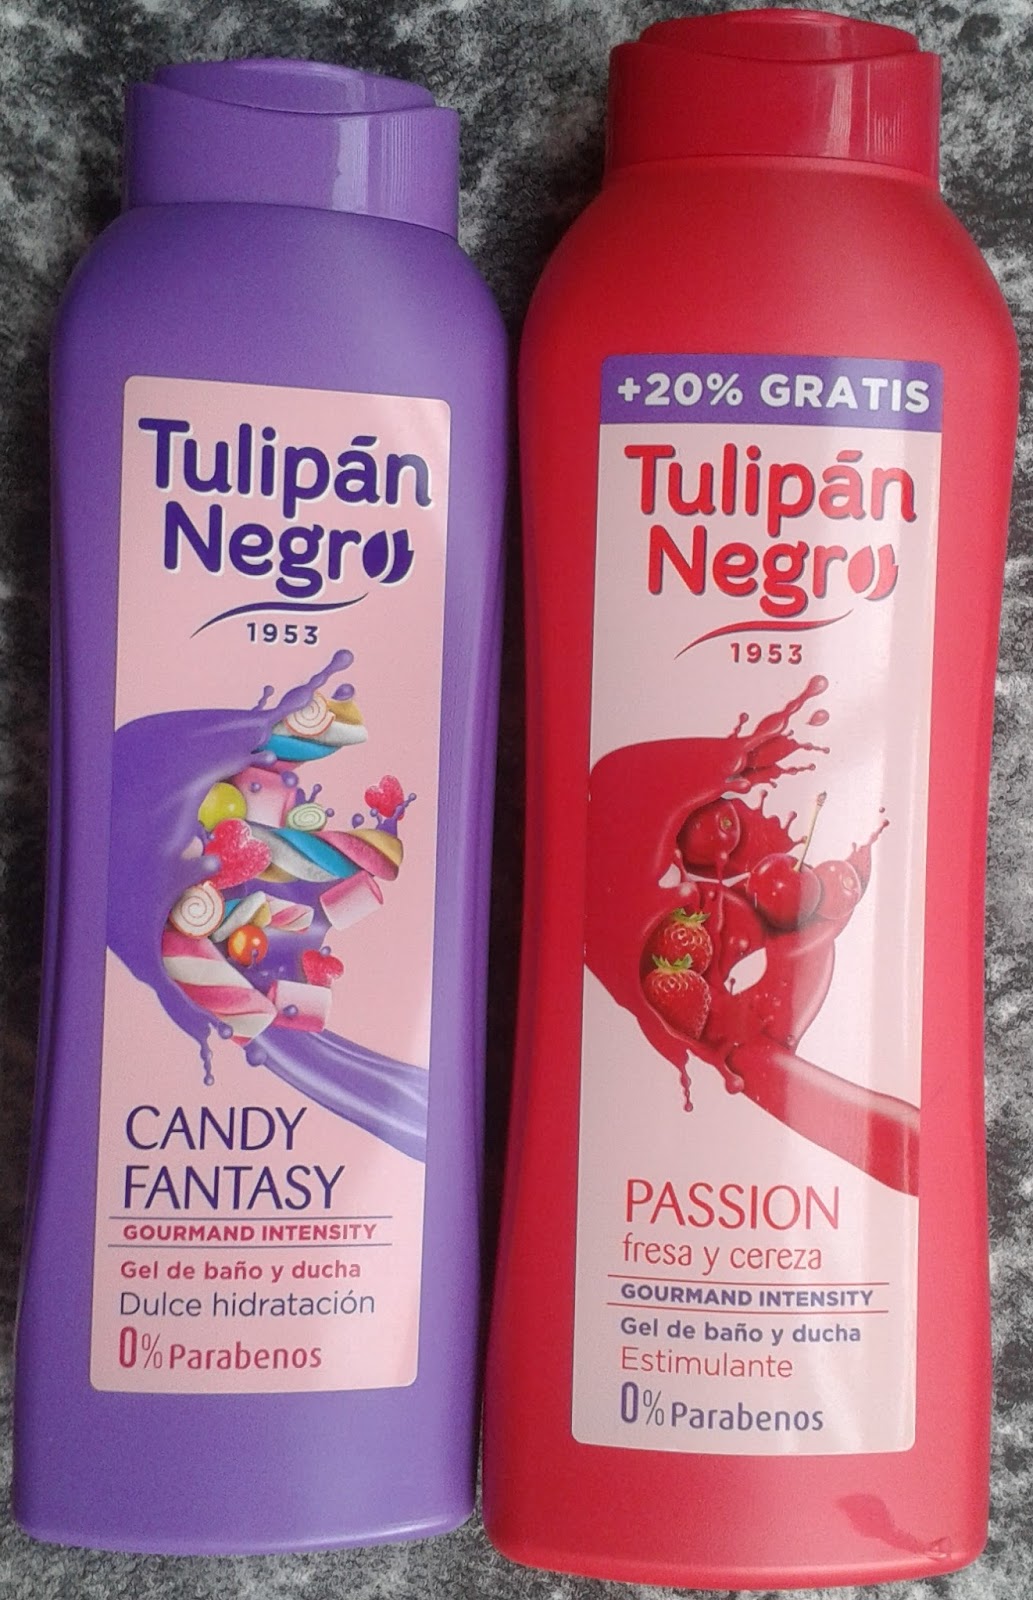 Tulipán
Negro
1953
CANDY
FANTASY
GOURMAND INTENSITY
Gel de baño y ducha
Dulce hidratación
0% Parabenos
+20% GRATIS
Tulipán
Negro
1953
PASSION
fresa y cereza
GOURMAND INTENSITY
Gel de baño y ducha
Estimulante
0% Parabenos